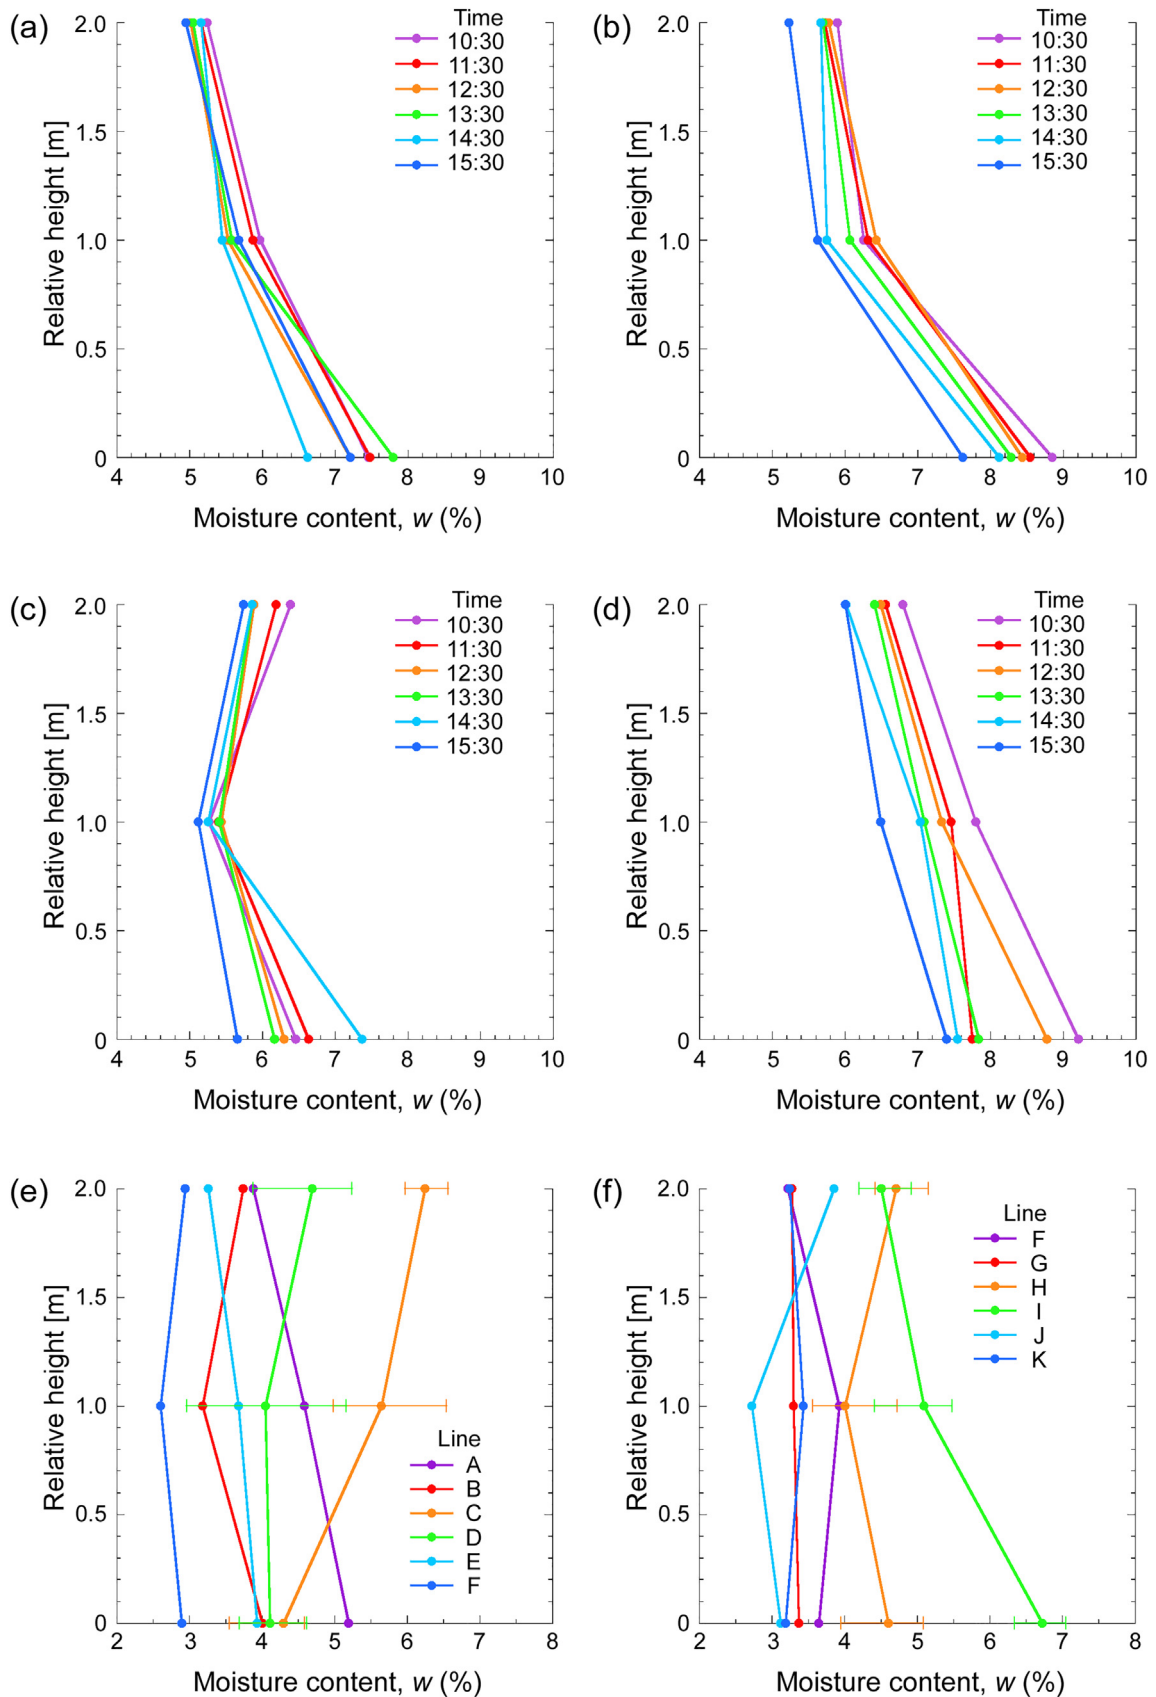 (a)
2.0
1.5
1.0
0.5
0
Relative height [m]
Time
10:30
11:30
12:30
13:30
14:30
15:30
4 5 6 7 8 9 10
Moisture content, w (%)
(b)
2.0
1.5
1.0
0.5
0
Relative height [m]
Time
10:30
11:30
12:30
13:30
14:30
15:30
4 5 6 7 8 9 10
Moisture content, w (%)
(c)
2.0
1.5
1.0
0.5
0
Relative height [m]
Time
10:30
11:30
12:30
13:30
14:30
15:30
4 5 6 7 8 9 10
Moisture content, w (%)
(d)
2.0
1.5
1.0
0.5
0
Relative height [m]
Time
10:30
11:30
12:30
13:30
14:30
15:30
4 5 6 7 8 9 10
Moisture content, w (%)
(e)
2.0
1.5
1.0
0.5
0
Relative height [m]
Line
A
B
C
D
E
F
2 3 4 5 6 7 8
Moisture content, w (%)
(f)
2.0
1.5
1.0
0.5
0
Relative height [m]
Line
F
G
H
I
J
K
2 3 4 5 6 7 8
Moisture content, w (%)